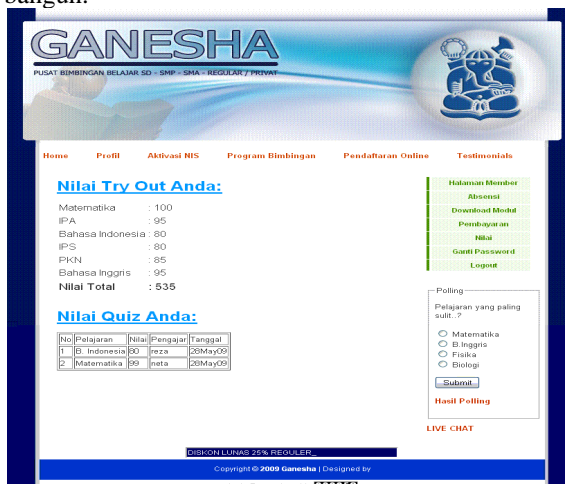 bangun.
GANESHA
PUSAT BIMBINGAN BELAJAR SD - SMP - SMA - REGULAR / PRIVAT
Home Profil Aktivasi NIS Program Bimbingan Pendaftaran Online Testimonials
Nilai Try Out Anda:
Matematika : 100
IPA : 95
Bahasa Indonesia : 80
IPS : 80
PKN : 85
Bahasa Inggris : 95
Nilai Total : 535
Nilai Quiz Anda:
No Pelajaran Nilai Pengajar Tanggal
1 B. Indonesia 80 reza 28May09
2 Matematika 99 neta 28May09
Halaman Member
Absensi
Download Modul
Pembayaran
Nilai
Ganti Password
Logout
Polling
Pelajaran yang paling
sulit..?
Matematika
B.Inggris
Fisika
Biologi
Submit
Hasil Polling
LIVE CHAT
DISKON LUNAS 25% REGULER_
Copyright © 2009 Ganesha | Designed by